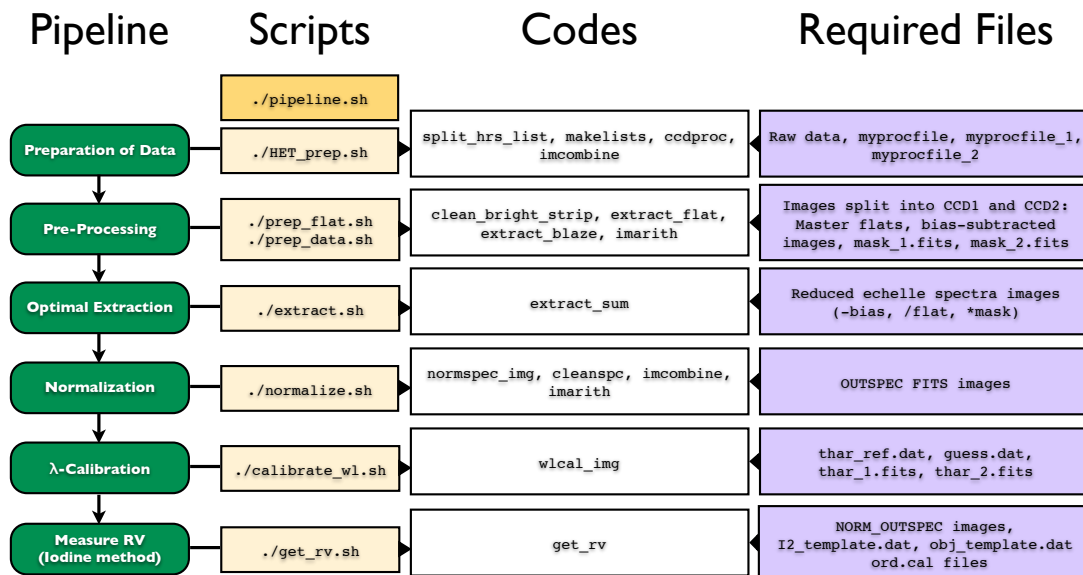 Pipeline
Scripts
Codes
Required Files
./pipeline.sh
Preparation of Data
./HET_prep.sh
split_hrs_list, makelists, ccdproc,
imcombine
Raw data, myprocfile, myprocfile_1,
myprocfile_2
Pre-Processing
./prep_flat.sh
./prep_data.sh
clean_bright_strip, extract_flat,
extract_blaze, imarith
Images split into CCD1 and CCD2:
Master flats, bias-subtracted
images, mask_1.fits, mask_2.fits
Optimal Extraction
./extract.sh
extract_sum
Reduced echelle spectra images
(-bias, /flat, *mask)
Normalization
./normalize.sh
normspec_img, cleanspc, imcombine,
imarith
OUTSPEC FITS images
λ-Calibration
./calibrate_wl.sh
wlcal_img
thar_ref.dat, guess.dat,
thar_1.fits, thar_2.fits
Measure RV
(Iodine method)
./get_rv.sh
get_rv
NORM_OUTSPEC images,
I2_template.dat, obj_template.dat
ord.cal files